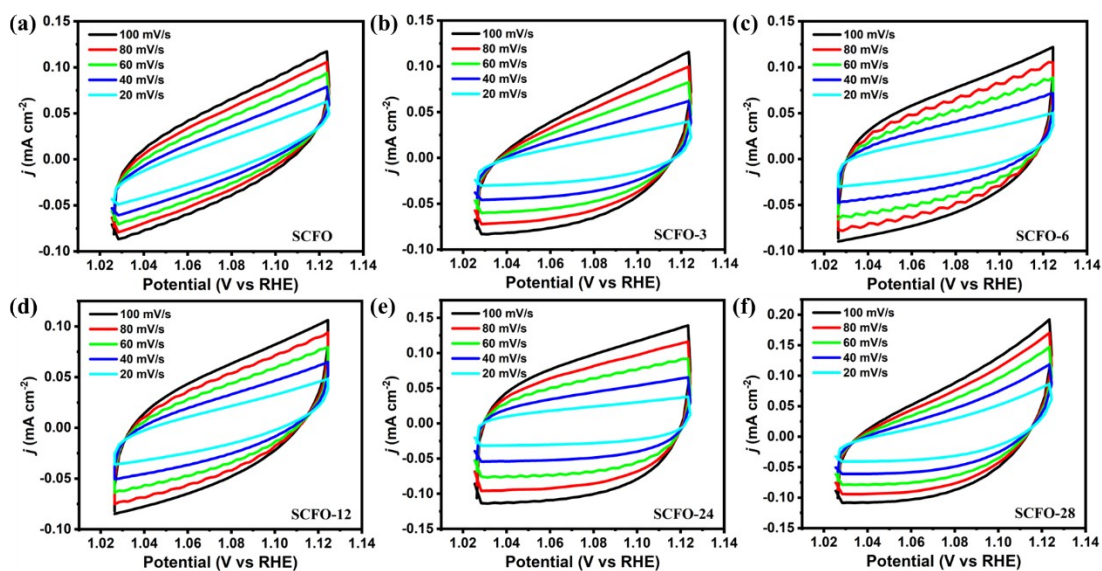 (a)
0.15
0.10
0.05
0.00
-0.05
-0.10
j (mA cm⁻²)
100 mV/s
80 mV/s
60 mV/s
40 mV/s
20 mV/s
SCFO
1.02 1.04 1.06 1.08 1.10 1.12 1.14
Potential (V vs RHE)
(b)
0.15
0.10
0.05
0.00
-0.05
-0.10
j (mA cm⁻²)
100 mV/s
80 mV/s
60 mV/s
40 mV/s
20 mV/s
SCFO-3
1.02 1.04 1.06 1.08 1.10 1.12 1.14
Potential (V vs RHE)
(c)
0.15
0.10
0.05
0.00
-0.05
-0.10
j (mA cm⁻²)
100 mV/s
80 mV/s
60 mV/s
40 mV/s
20 mV/s
SCFO-6
1.02 1.04 1.06 1.08 1.10 1.12 1.14
Potential (V vs RHE)
(d)
0.10
0.05
0.00
-0.05
-0.10
j (mA cm⁻²)
100 mV/s
80 mV/s
60 mV/s
40 mV/s
20 mV/s
SCFO-12
1.02 1.04 1.06 1.08 1.10 1.12 1.14
Potential (V vs RHE)
(e)
0.15
0.10
0.05
0.00
-0.05
-0.10
-0.15
j (mA cm⁻²)
100 mV/s
80 mV/s
60 mV/s
40 mV/s
20 mV/s
SCFO-24
1.02 1.04 1.06 1.08 1.10 1.12 1.14
Potential (V vs RHE)
(f)
0.20
0.15
0.10
0.05
0.00
-0.05
-0.10
-0.15
j (mA cm⁻²)
100 mV/s
80 mV/s
60 mV/s
40 mV/s
20 mV/s
SCFO-28
1.02 1.04 1.06 1.08 1.10 1.12 1.14
Potential (V vs RHE)